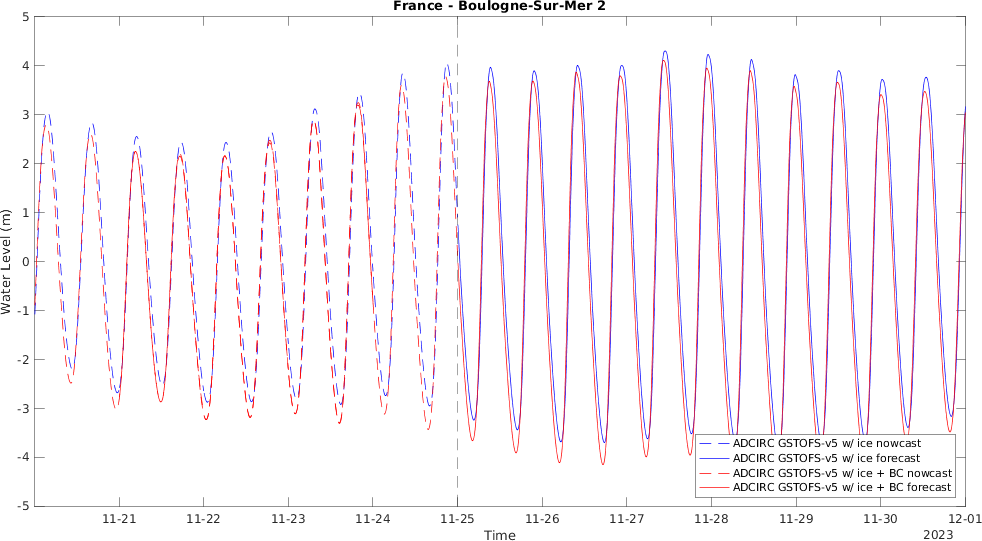 France - Boulogne-Sur-Mer 2
5
4
3
2
1
0
-1
-2
-3
-4
-5
Water Level (m)
ADCIRC GSTOFS-v5 w/ ice nowcast
ADCIRC GSTOFS-v5 w/ ice forecast
ADCIRC GSTOFS-v5 w/ ice + BC nowcast
ADCIRC GSTOFS-v5 w/ ice + BC forecast
11-21 11-22 11-23 11-24 11-25 11-26 11-27 11-28 11-29 11-30 12-01
Time
2023